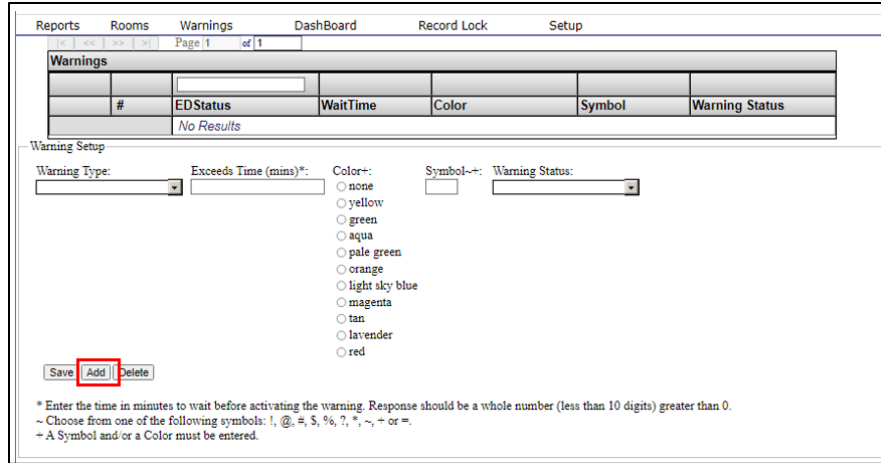 Reports Rooms Warnings DashBoard Record Lock Setup
|< << >> >| Page 1 of 1
Warnings
# EDStatus WaitTime Color Symbol Warning Status
No Results
Warning Setup
Warning Type: Exceeds Time (mins)*: Color+: Symbol~+: Warning Status:
none
yellow
green
aqua
pale green
orange
light sky blue
magenta
tan
lavender
red
Save Add Delete
* Enter the time in minutes to wait before activating the warning. Response should be a whole number (less than 10 digits) greater than 0.
~ Choose from one of the following symbols: !, @, #, $, %, ?, *, ~, + or =.
+ A Symbol and/or a Color must be entered.